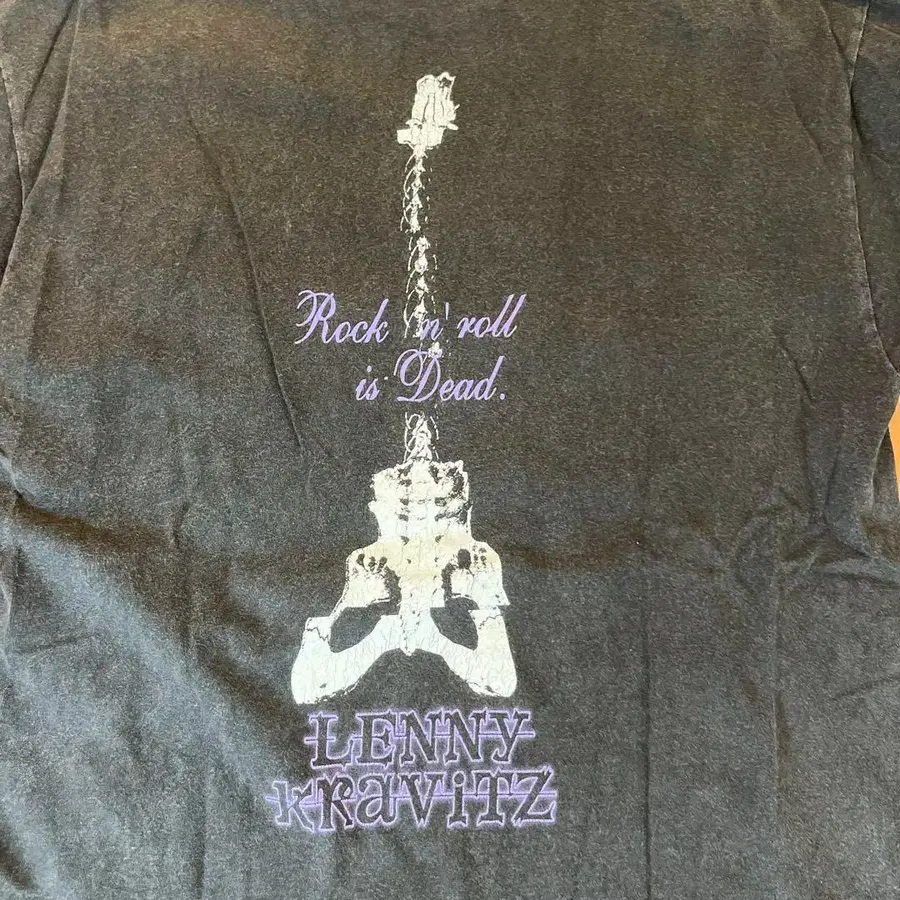 Rock 'n' roll
is Dead.
LENNY
KRaViTZ